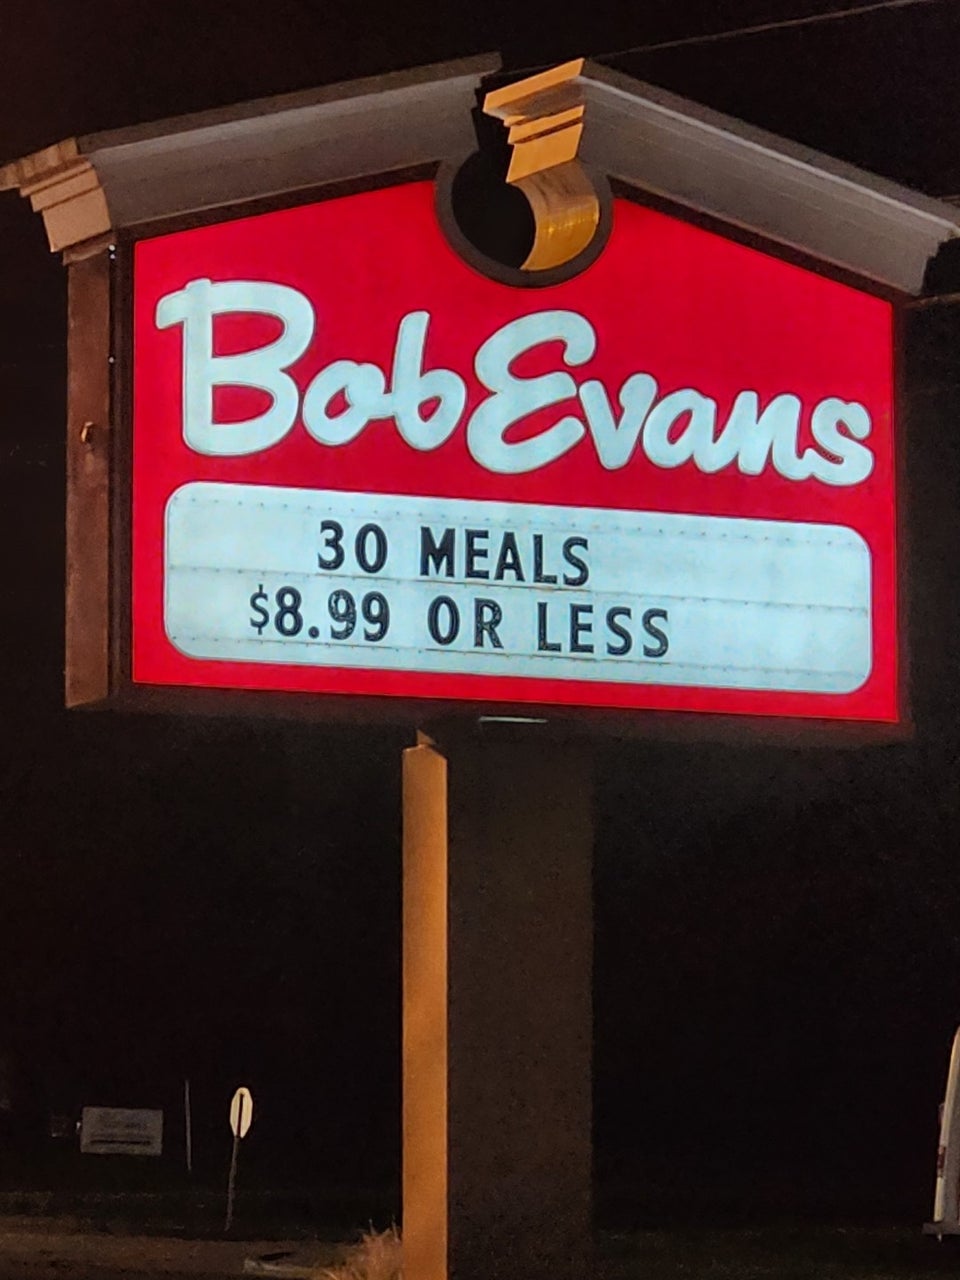 Bob Evans
30 MEALS
$8.99 OR LESS